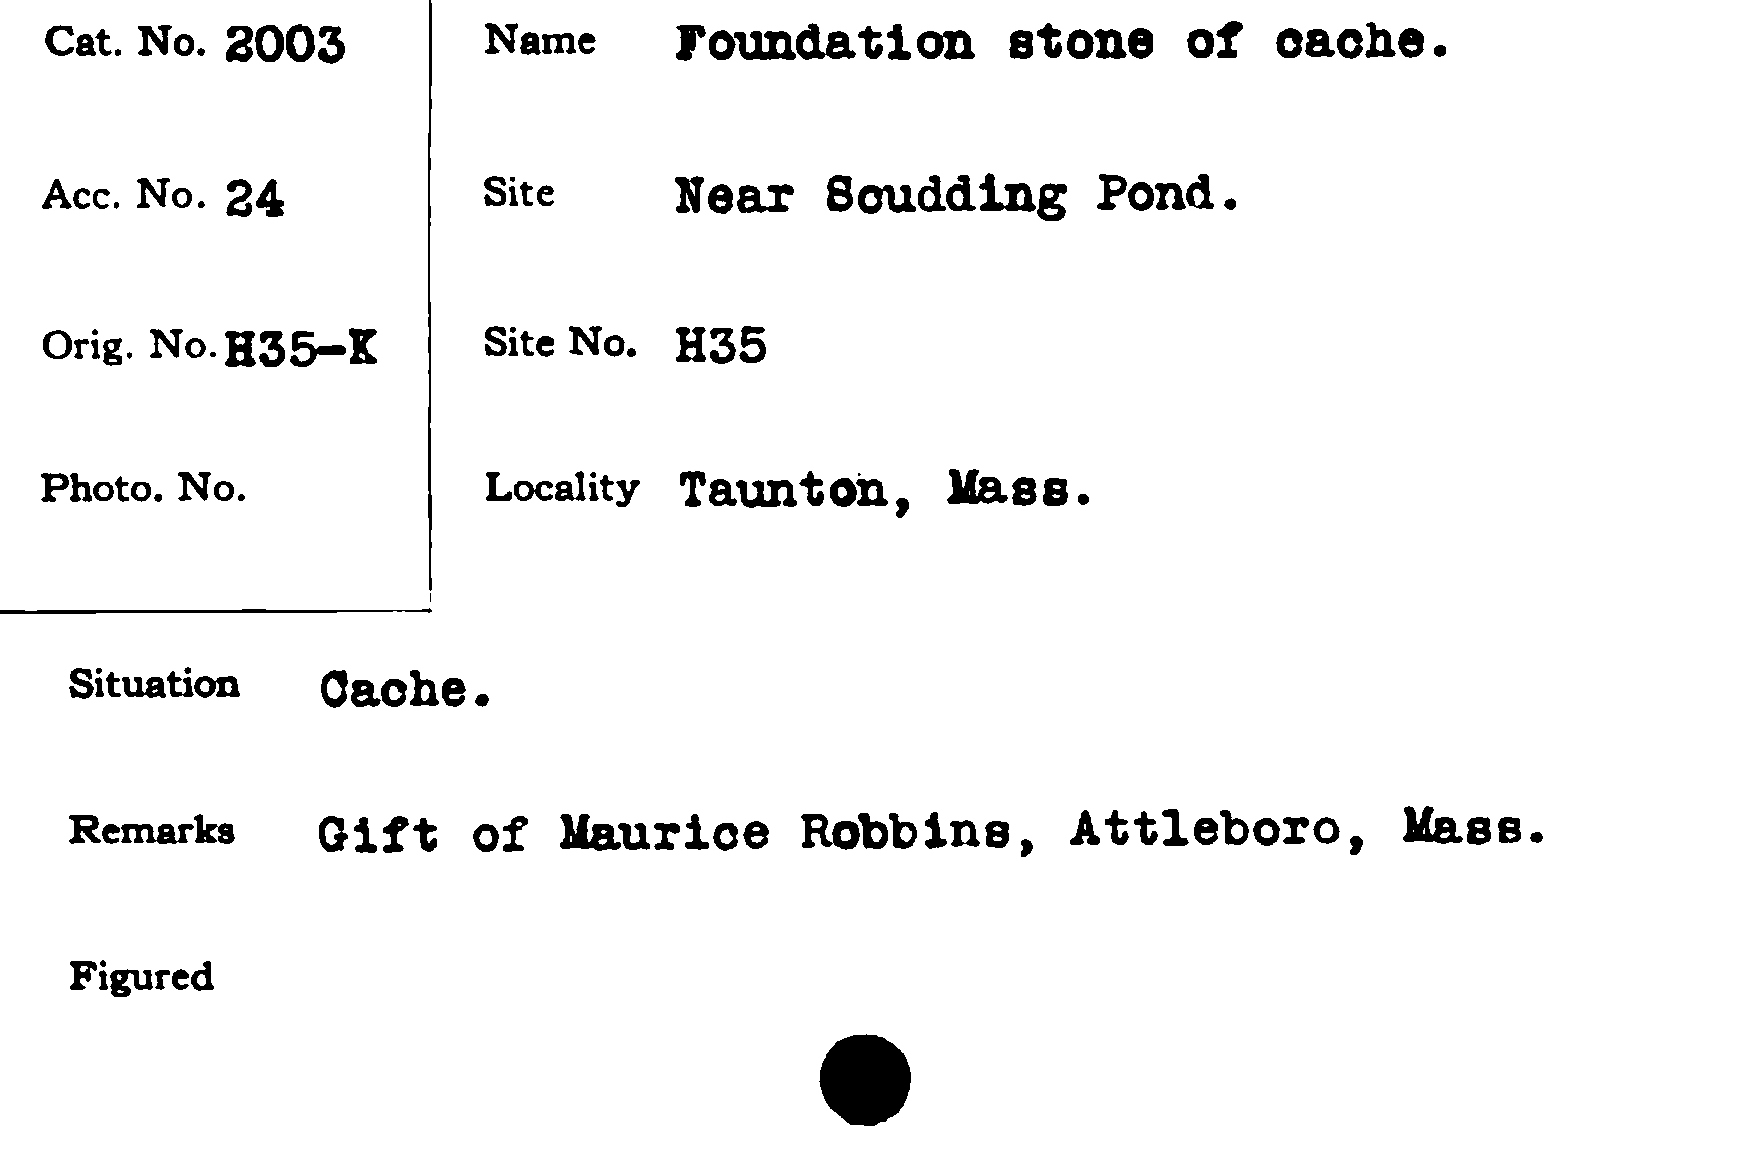 Cat. No. 2003
Name Foundation stone of cache.
Acc. No. 24
Site Near Scudding Pond.
Orig. No. H35-K
Site No. H35
Photo. No.
Locality Taunton, Mass.
Situation Cache.
Remarks Gift of Maurice Robbins, Attleboro, Mass.
Figured